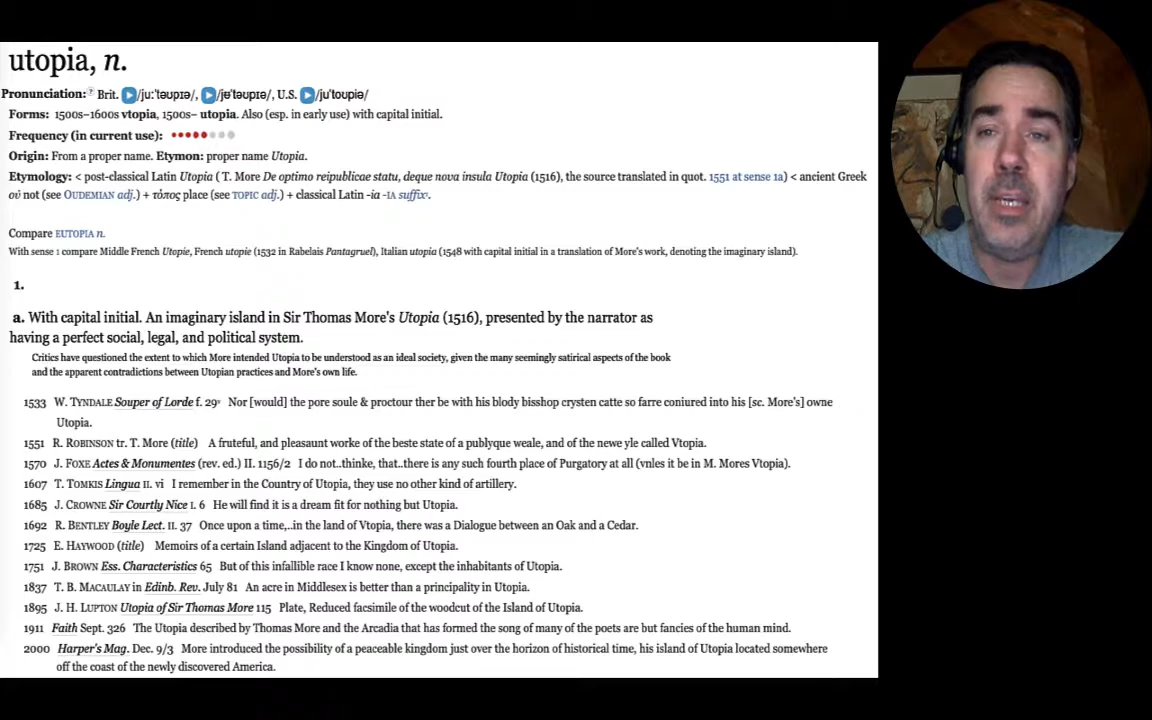 utopia, n.
Pronunciation: ? Brit. /juːˈtəʊpɪə/, /jʊˈtəʊpɪə/, U.S. /juˈtoʊpiə/
Forms: 1500s–1600s vtopia, 1500s– utopia. Also (esp. in early use) with capital initial.
Frequency (in current use):
Origin: From a proper name. Etymon: proper name Utopia.
Etymology: < post-classical Latin Utopia ( T. More De optimo reipublicae statu, deque nova insula Utopia (1516), the source translated in quot. 1551 at sense 1a) < ancient Greek
οὐ not (see OUDEMIAN adj.) + τόπος place (see TOPIC adj.) + classical Latin -ia -IA suffix¹.
Compare EUTOPIA n.
With sense 1 compare Middle French Utopie, French utopie (1532 in Rabelais Pantagruel), Italian utopia (1548 with capital initial in a translation of More's work, denoting the imaginary island).
1.
a. With capital initial. An imaginary island in Sir Thomas More's Utopia (1516), presented by the narrator as
having a perfect social, legal, and political system.
Critics have questioned the extent to which More intended Utopia to be understood as an ideal society, given the many seemingly satirical aspects of the book
and the apparent contradictions between Utopian practices and More's own life.
1533 W. TYNDALE Souper of Lorde f. 29ᵛ Nor [would] the pore soule & proctour ther be with his blody bisshop crysten catte so farre coniured into his [sc. More's] owne
Utopia.
1551 R. ROBINSON tr. T. More (title) A fruteful, and pleasaunt worke of the beste state of a publyque weale, and of the newe yle called Vtopia.
1570 J. FOXE Actes & Monumentes (rev. ed.) II. 1156/2 I do not..thinke, that..there is any such fourth place of Purgatory at all (vnles it be in M. Mores Vtopia).
1607 T. TOMKIS Lingua II. vi I remember in the Country of Utopia, they use no other kind of artillery.
1685 J. CROWNE Sir Courtly Nice I. 6 He will find it is a dream fit for nothing but Utopia.
1692 R. BENTLEY Boyle Lect. II. 37 Once upon a time,..in the land of Vtopia, there was a Dialogue between an Oak and a Cedar.
1725 E. HAYWOOD (title) Memoirs of a certain Island adjacent to the Kingdom of Utopia.
1751 J. BROWN Ess. Characteristics 65 But of this infallible race I know none, except the inhabitants of Utopia.
1837 T. B. MACAULAY in Edinb. Rev. July 81 An acre in Middlesex is better than a principality in Utopia.
1895 J. H. LUPTON Utopia of Sir Thomas More 115 Plate, Reduced facsimile of the woodcut of the Island of Utopia.
1911 Faith Sept. 326 The Utopia described by Thomas More and the Arcadia that has formed the song of many of the poets are but fancies of the human mind.
2000 Harper's Mag. Dec. 9/3 More introduced the possibility of a peaceable kingdom just over the horizon of historical time, his island of Utopia located somewhere
off the coast of the newly discovered America.